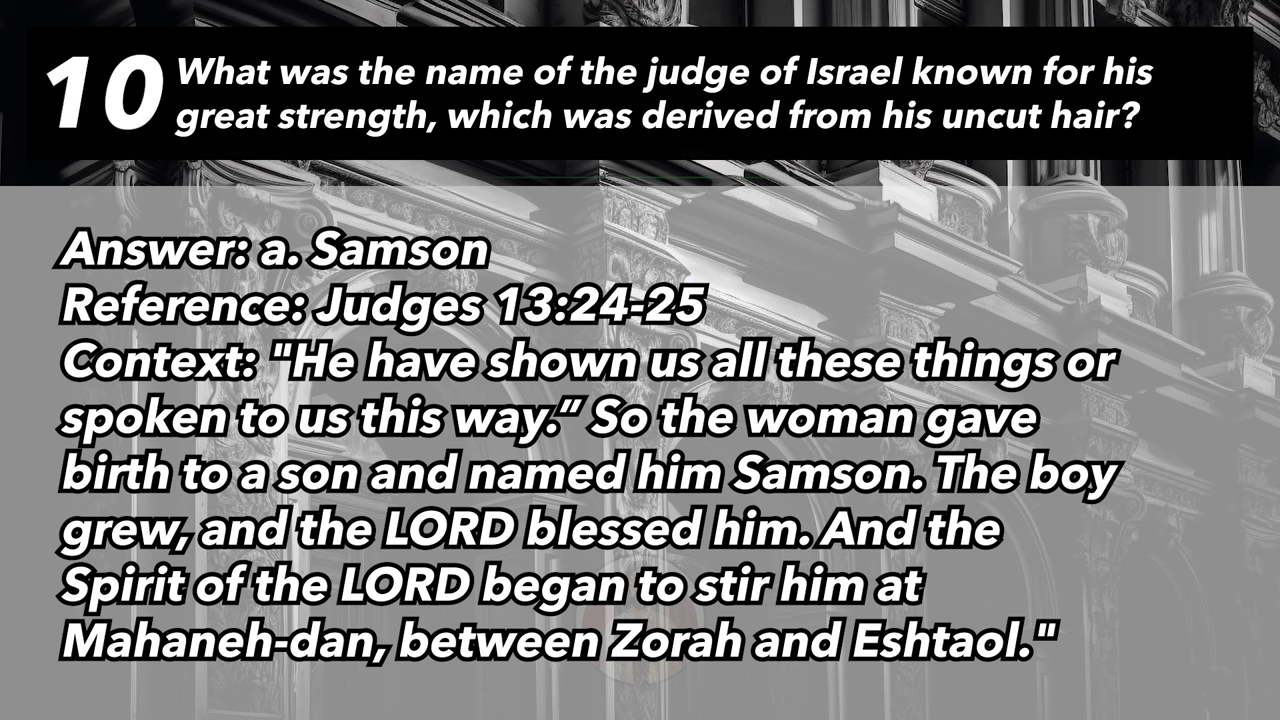 10
What was the name of the judge of Israel known for his
great strength, which was derived from his uncut hair?
Answer: a. Samson
Reference: Judges 13:24-25
Context: "He have shown us all these things or
spoken to us this way.” So the woman gave
birth to a son and named him Samson. The boy
grew, and the LORD blessed him. And the
Spirit of the LORD began to stir him at
Mahaneh-dan, between Zorah and Eshtaol."